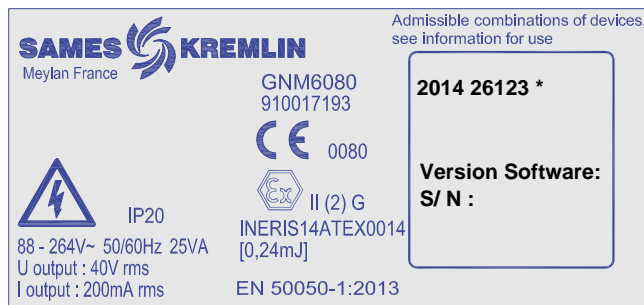 SAMES KREMLIN
Meylan France
Admissible combinations of devices,
see information for use
GNM6080
910017193
CE 0080
Ex II (2) G
INERIS14ATEX0014
[0,24mJ]
EN 50050-1:2013
IP20
88 - 264V~ 50/60Hz 25VA
U output : 40V rms
I output : 200mA rms
2014 26123 *
Version Software:
S/ N :